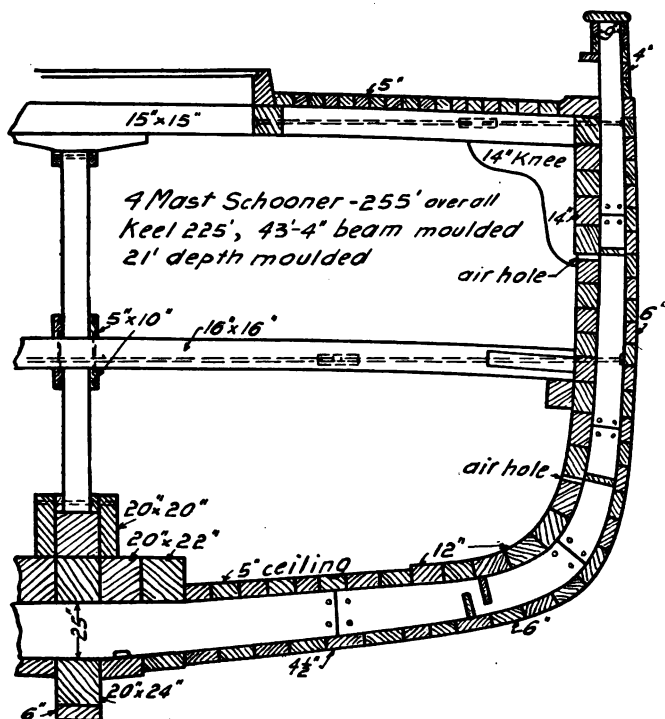 5"
4"
15"x15"
14" Knee
4 Mast Schooner - 255' overall
Keel 225', 43'-4" beam moulded
21' depth moulded
14"
air hole
5"x10"
16"x16"
6"
air hole
20"x20"
20"x22"
12"
5" ceiling
25"
6"
4½"
20"x24"
6"